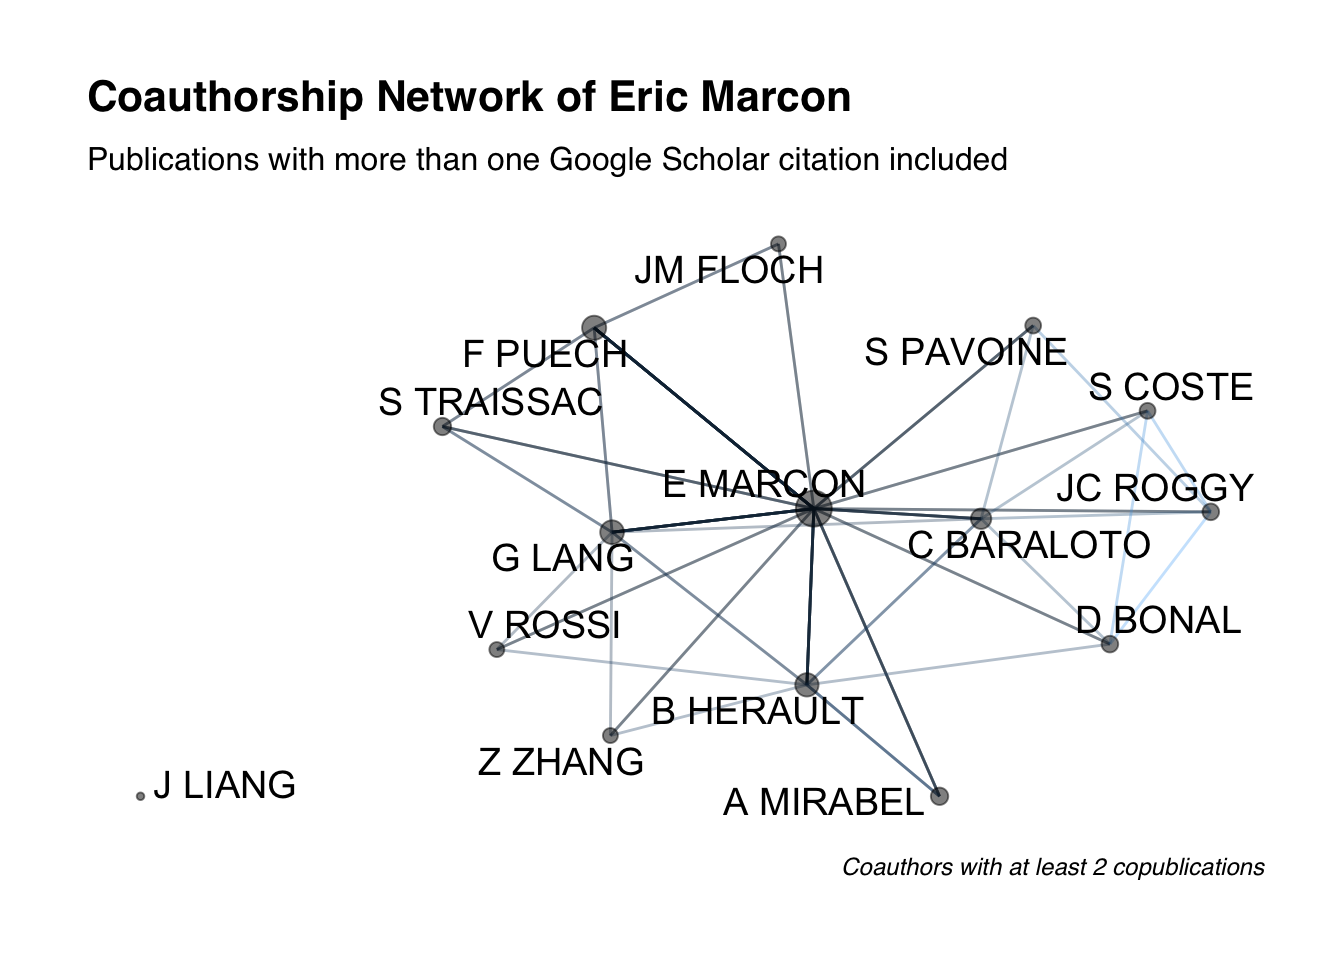 Coauthorship Network of Eric Marcon
Publications with more than one Google Scholar citation included
JM FLOCH
F PUECH
S PAVOINE
S COSTE
S TRAISSAC
E MARCON
JC ROGGY
G LANG
C BARALOTO
V ROSSI
D BONAL
B HERAULT
Z ZHANG
J LIANG
A MIRABEL
Coauthors with at least 2 copublications